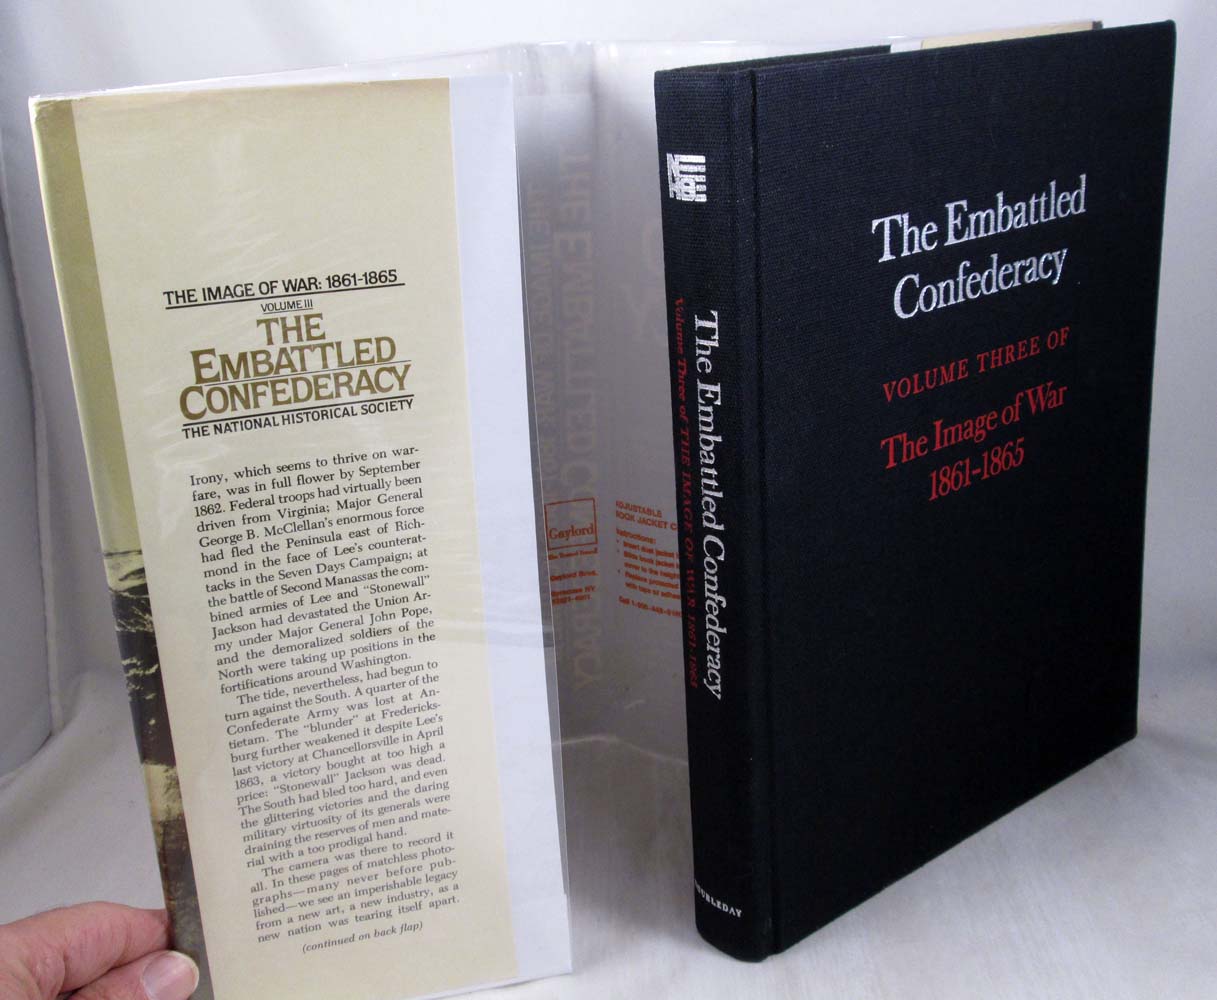 THE IMAGE OF WAR: 1861-1865
VOLUME III
THE
EMBATTLED
CONFEDERACY
THE NATIONAL HISTORICAL SOCIETY
Irony, which seems to thrive on war-
fare, was in full flower by September
1862. Federal troops had virtually been
driven from Virginia; Major General
George B. McClellan's enormous force
had fled the Peninsula east of Rich-
mond in the face of Lee's counterat-
tacks in the Seven Days Campaign; at
the battle of Second Manassas the com-
bined armies of Lee and "Stonewall"
Jackson had devastated the Union Ar-
my under Major General John Pope,
and the demoralized soldiers of the
North were taking up positions in the
fortifications around Washington.
The tide, nevertheless, had begun to
turn against the South. A quarter of the
Confederate Army was lost at An-
tietam. The "blunder" at Fredericks-
burg further weakened it despite Lee's
last victory at Chancellorsville in April
1863, a victory bought at too high a
price: "Stonewall" Jackson was dead.
The South had bled too hard, and even
the glittering victories and the daring
military virtuosity of its generals were
draining the reserves of men and mate-
rial with a too prodigal hand.
The camera was there to record it
all. In these pages of matchless photo-
graphs—many never before pub-
lished—we see an imperishable legacy
from a new art, a new industry, as a
new nation was tearing itself apart.
(continued on back flap)
Gaylord
Gaylord Bros.
Syracuse NY
ADJUSTABLE
BOOK JACKET
Instructions:
The Embattled Confederacy
Volume Three of THE IMAGE OF WAR 1861-1865
DOUBLEDAY
The Embattled
Confederacy
VOLUME THREE OF
The Image of War
1861-1865